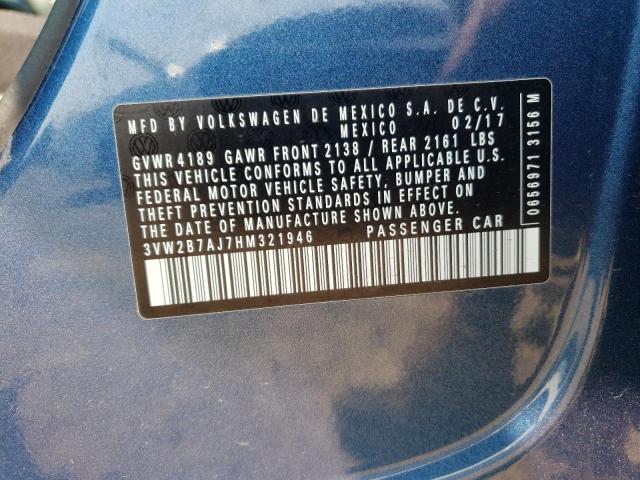 MFD BY VOLKSWAGEN DE MEXICO S.A. DE C.V.
MEXICO 02/17
GVWR 4189 GAWR FRONT 2138 / REAR 2161 LBS
THIS VEHICLE CONFORMS TO ALL APPLICABLE U.S.
FEDERAL MOTOR VEHICLE SAFETY, BUMPER AND
THEFT PREVENTION STANDARDS IN EFFECT ON
THE DATE OF MANUFACTURE SHOWN ABOVE.
3VW2B7AJ7HM321946 PASSENGER CAR
0656971 3156 M